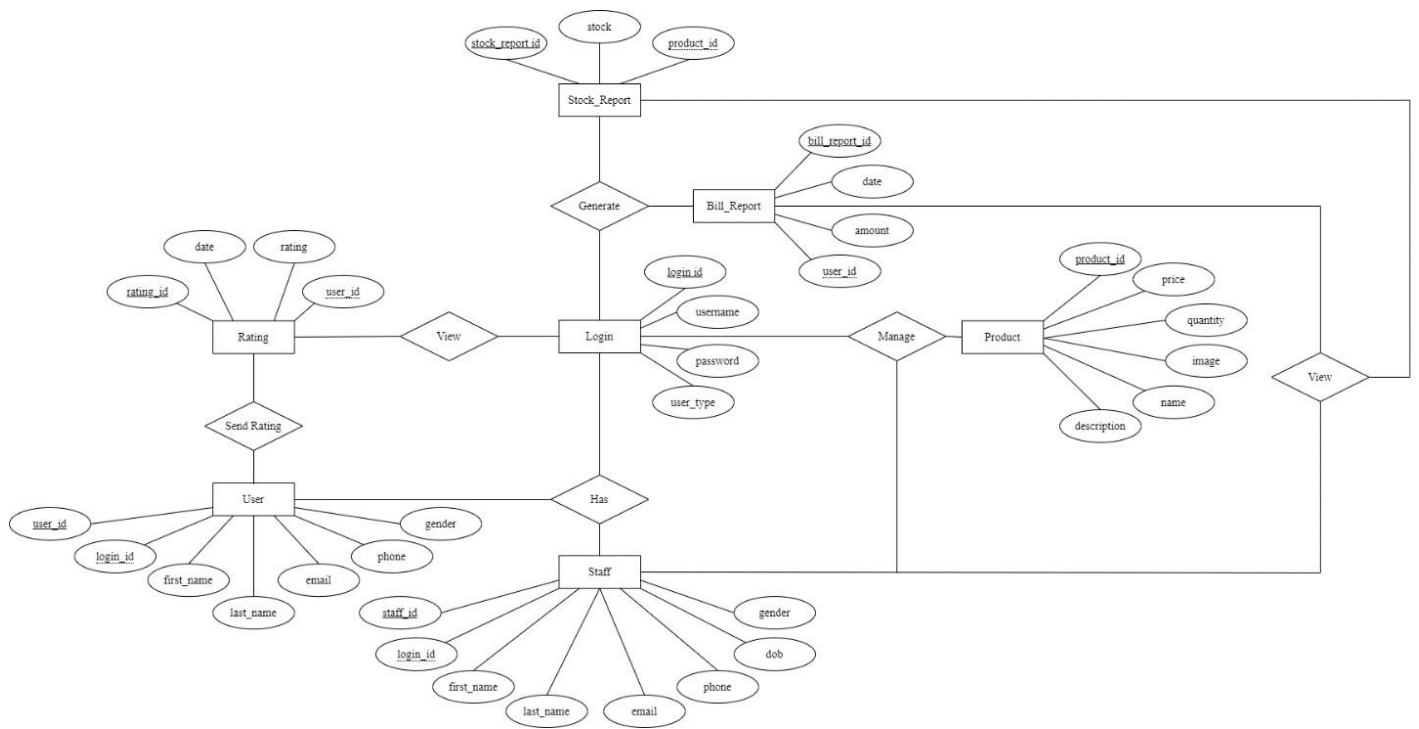 stock
stock_report id
product_id
Stock_Report
bill_report_id
date
Generate
Bill_Report
amount
user_id
date
rating
rating_id
user_id
login id
username
Rating
View
Login
password
user_type
Manage
Product
product_id
price
quantity
image
name
description
View
Send Rating
User
Has
user_id
login_id
first_name
last_name
email
phone
gender
Staff
staff_id
login_id
first_name
last_name
email
phone
dob
gender